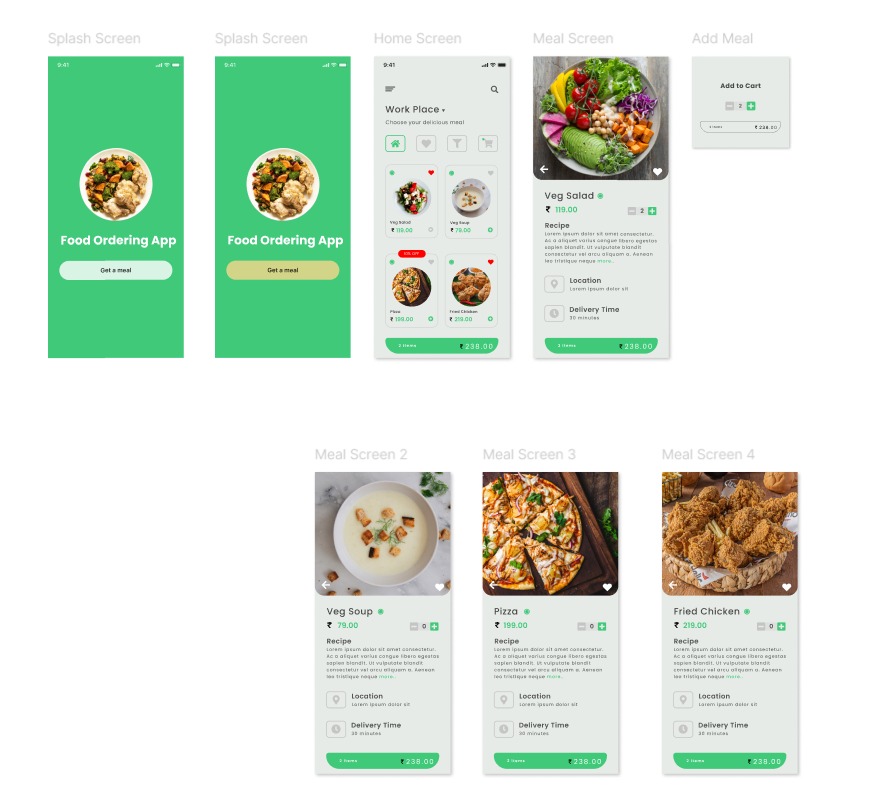 Splash Screen
Splash Screen
Home Screen
Meal Screen
Add Meal
9:41
Food Ordering App
Get a meal
9:41
Food Ordering App
Get a meal
9:41
Work Place
Choose your delicious meal
Veg Salad
₹ 119.00
Veg Soup
₹ 79.00
Pizza
₹ 199.00
Fried Chicken
₹ 219.00
2 Items
₹ 238.00
Veg Salad
₹ 119.00
2
Recipe
Lorem ipsum dolor sit amet consectetur.
Ac a aliquet varius congue libero egestas
sapien blandit. Ut vulputate blandit
consectetur vel arcu aliquam a. Aenean
leo tristique neque more..
Location
Lorem ipsum dolor sit
Delivery Time
30 minutes
Items
₹ 238.00
Add to Cart
2
Items
₹ 238.00
Meal Screen 2
Meal Screen 3
Meal Screen 4
Veg Soup
₹ 79.00
0
Recipe
Lorem ipsum dolor sit amet consectetur.
Ac a aliquet varius congue libero egestas
sapien blandit. Ut vulputate blandit
consectetur vel arcu aliquam a. Aenean
leo tristique neque more..
Location
Lorem ipsum dolor sit
Delivery Time
30 minutes
2 Items
₹ 238.00
Pizza
₹ 199.00
0
Recipe
Lorem ipsum dolor sit amet consectetur.
Ac a aliquet varius congue libero egestas
sapien blandit. Ut vulputate blandit
consectetur vel arcu aliquam a. Aenean
leo tristique neque more..
Location
Lorem ipsum dolor sit
Delivery Time
30 minutes
2 Items
₹ 238.00
Fried Chicken
₹ 219.00
0
Recipe
Lorem ipsum dolor sit amet consectetur.
Ac a aliquet varius congue libero egestas
sapien blandit. Ut vulputate blandit
consectetur vel arcu aliquam a. Aenean
leo tristique neque more..
Location
Lorem ipsum dolor sit
Delivery Time
30 minutes
2 Items
₹ 238.00